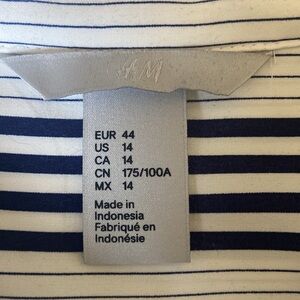 H&M
EUR 44
US 14
CA 14
CN 175/100A
MX 14
Made in
Indonesia
Fabriqué en
Indonésie